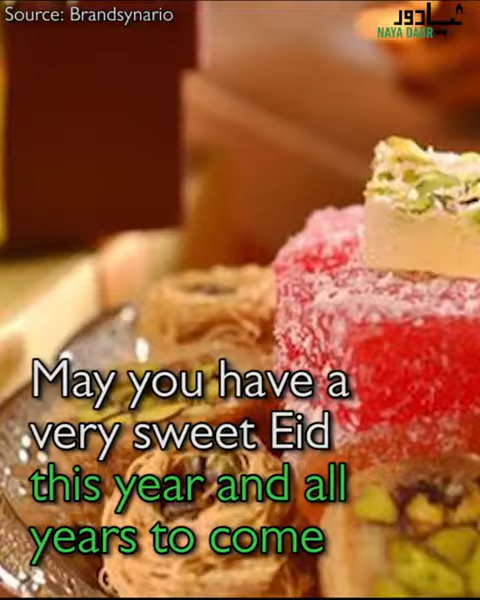 Source: Brandsynario
نیا دور
NAYA DAUR
May you have a
very sweet Eid
this year and all
years to come